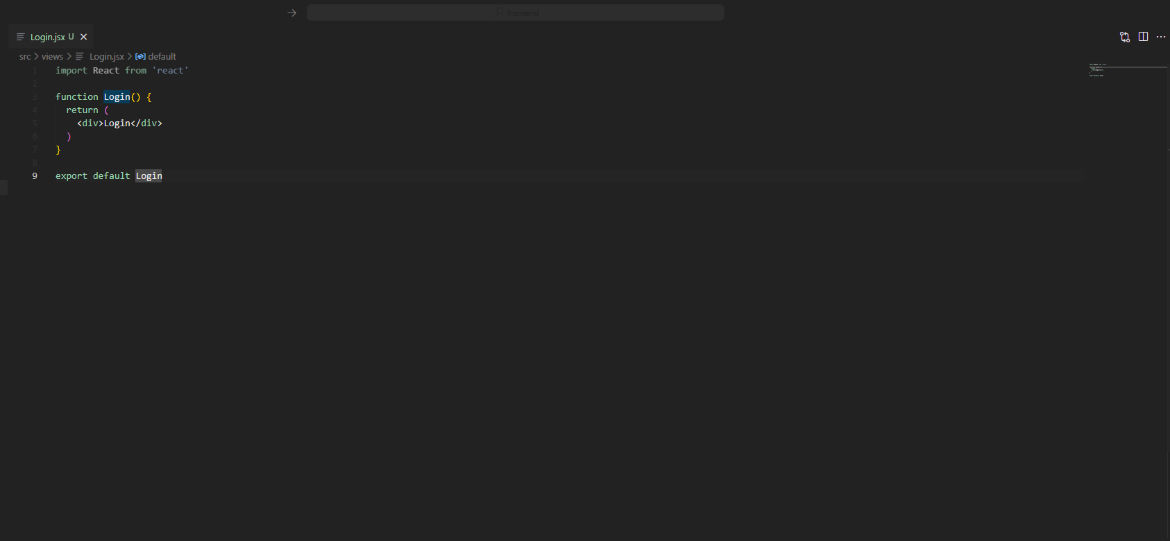 Login.jsx U
src > views > Login.jsx > default
1 import React from 'react'
2
3 function Login() {
4 return (
5 <div>Login</div>
6 )
7 }
8
9 export default Login